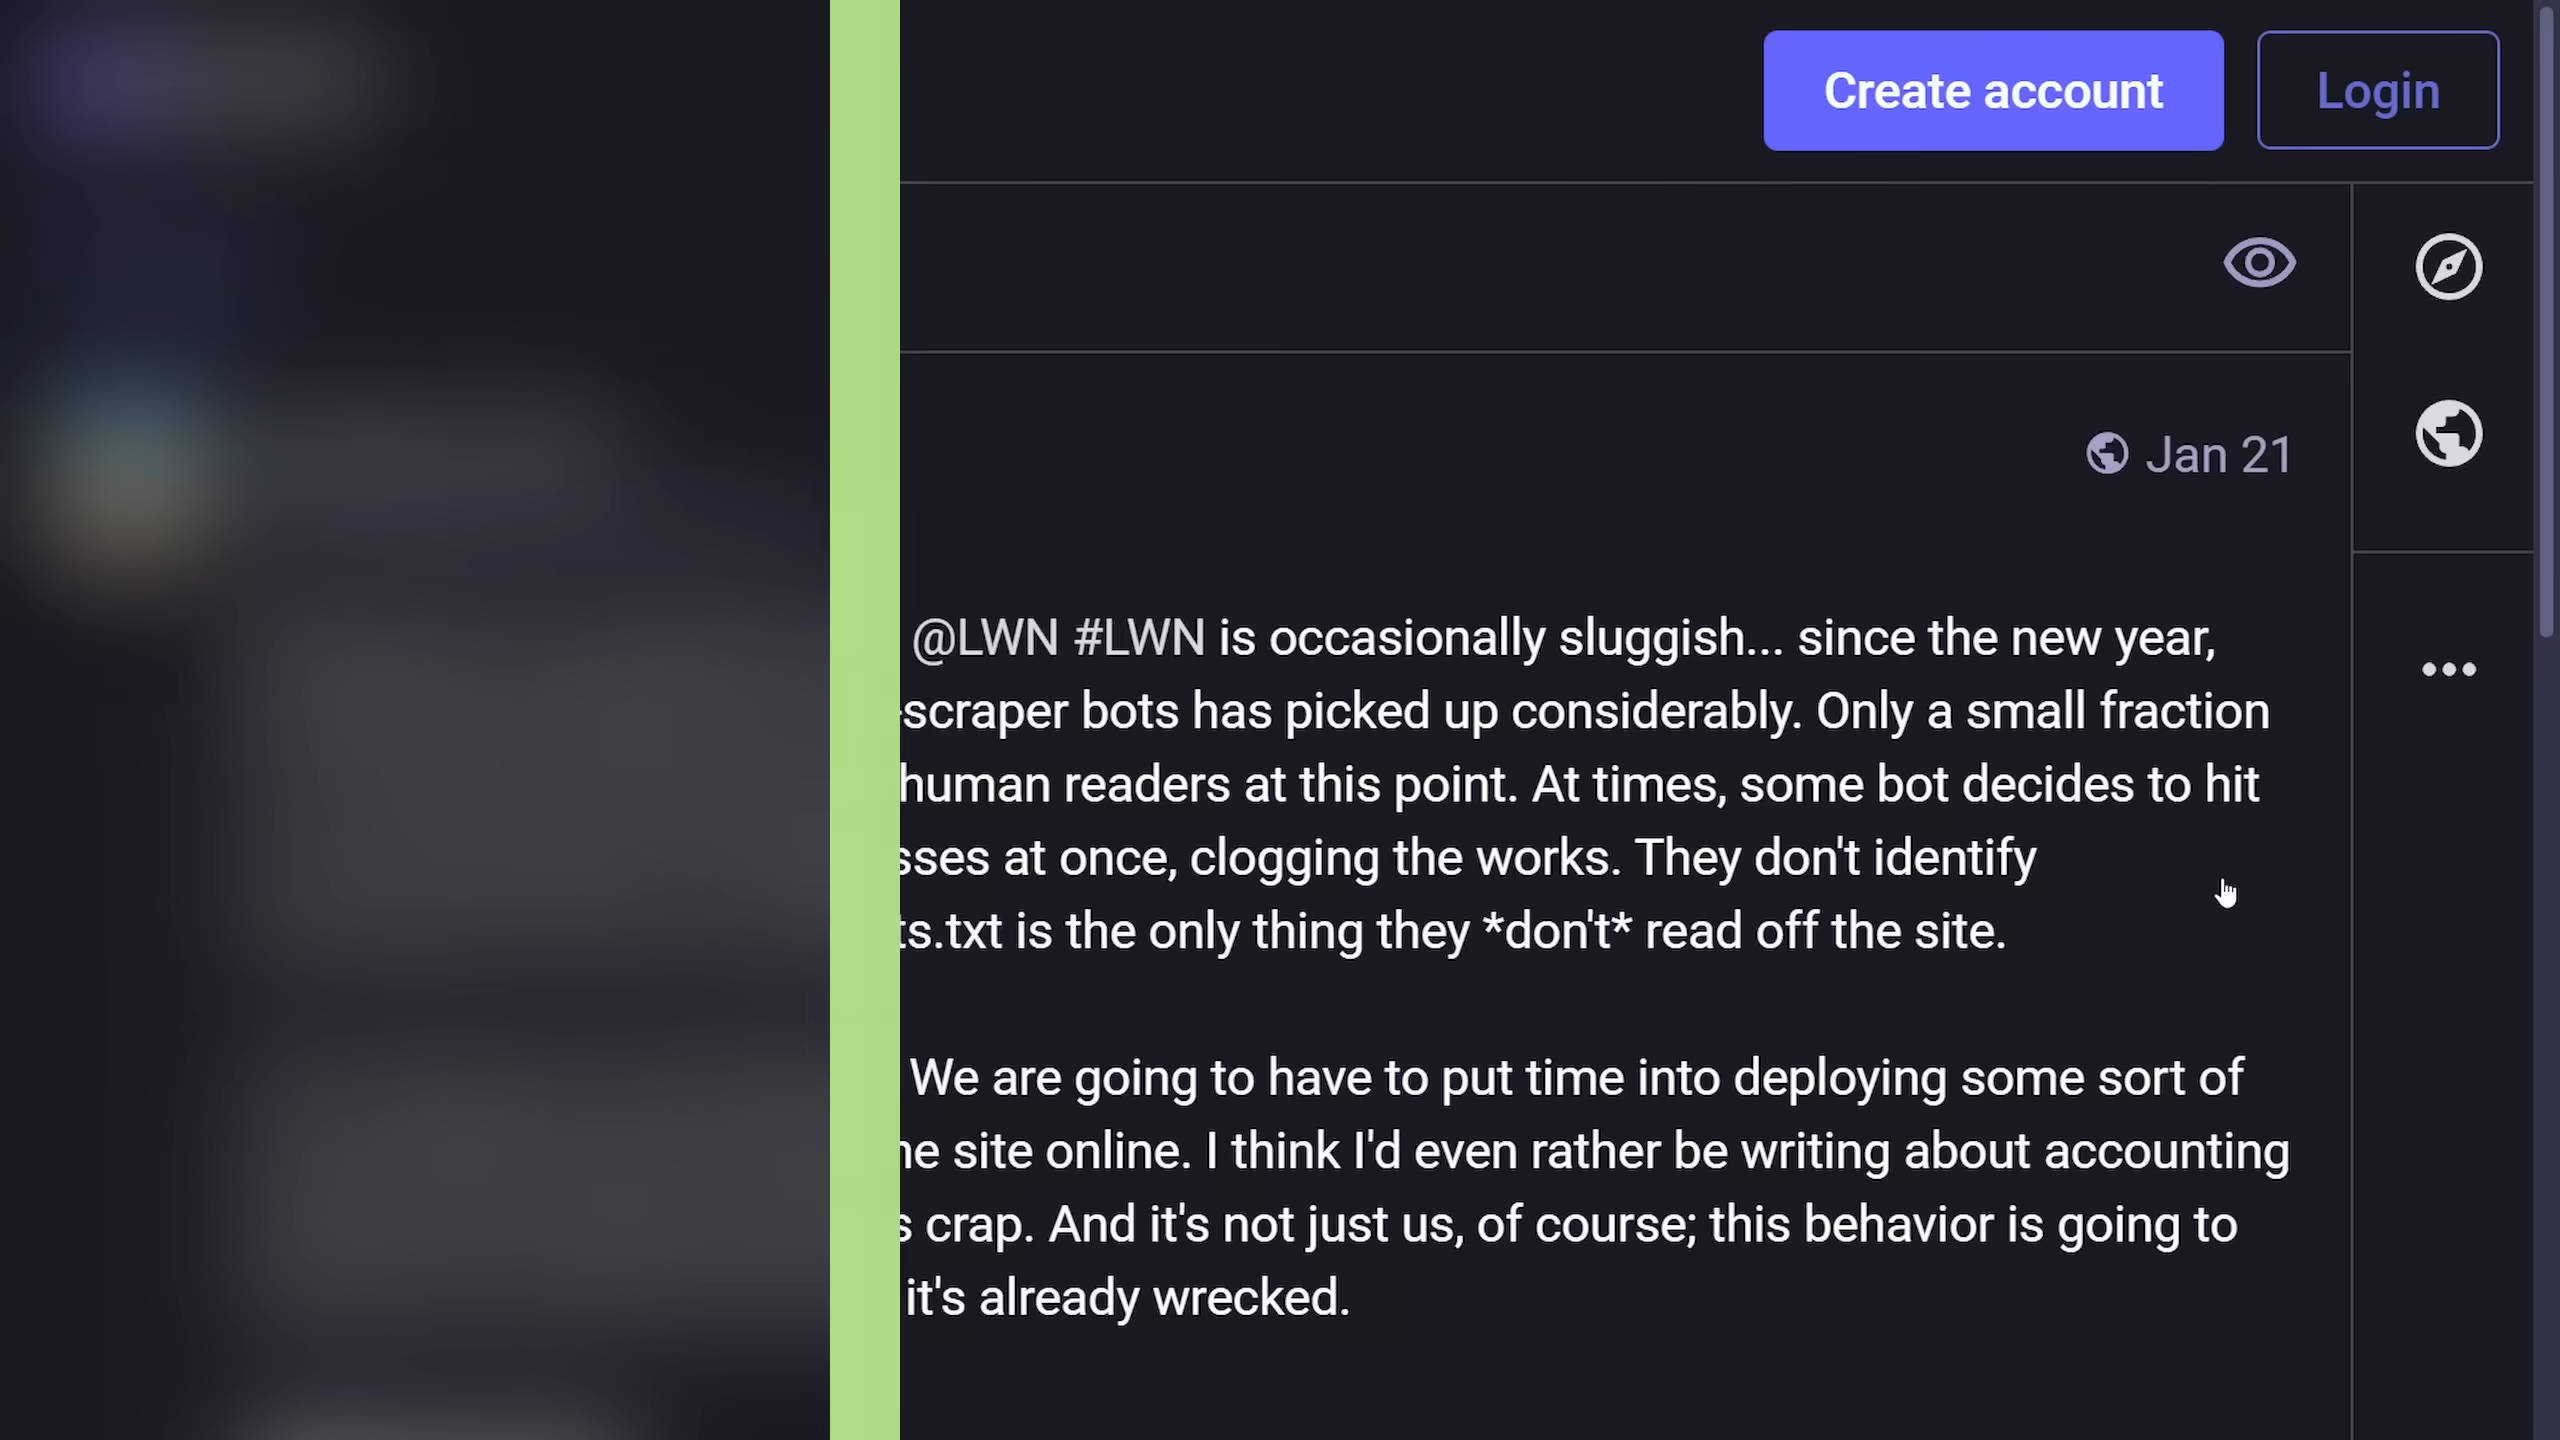 Create account
Login
Jan 21
@LWN #LWN is occasionally sluggish... since the new year,
-scraper bots has picked up considerably. Only a small fraction
human readers at this point. At times, some bot decides to hit
sses at once, clogging the works. They don't identify
ts.txt is the only thing they *don't* read off the site.
We are going to have to put time into deploying some sort of
he site online. I think I'd even rather be writing about accounting
s crap. And it's not just us, of course; this behavior is going to
it's already wrecked.